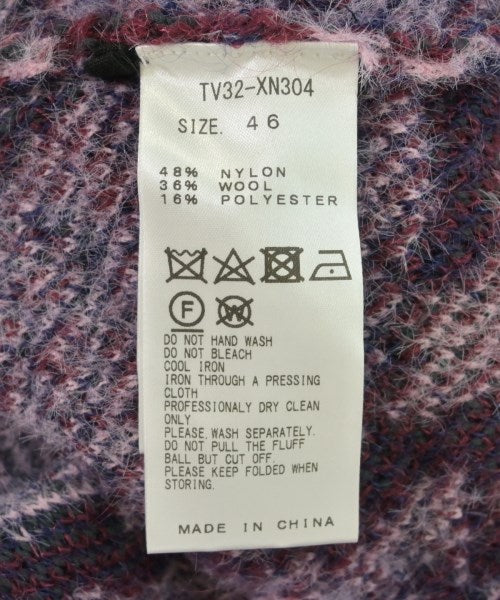 TV32-XN304
SIZE. 46
48% NYLON
36% WOOL
16% POLYESTER
F W
DO NOT HAND WASH
DO NOT BLEACH
COOL IRON
IRON THROUGH A PRESSING
CLOTH
PROFESSIONALY DRY CLEAN
ONLY
PLEASE WASH SEPARATELY.
DO NOT PULL THE FLUFF
BALL BUT CUT OFF.
PLEASE KEEP FOLDED WHEN
STORING.
MADE IN CHINA